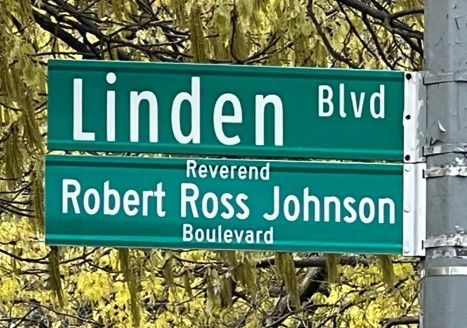 Linden Blvd
Reverend
Robert Ross Johnson
Boulevard